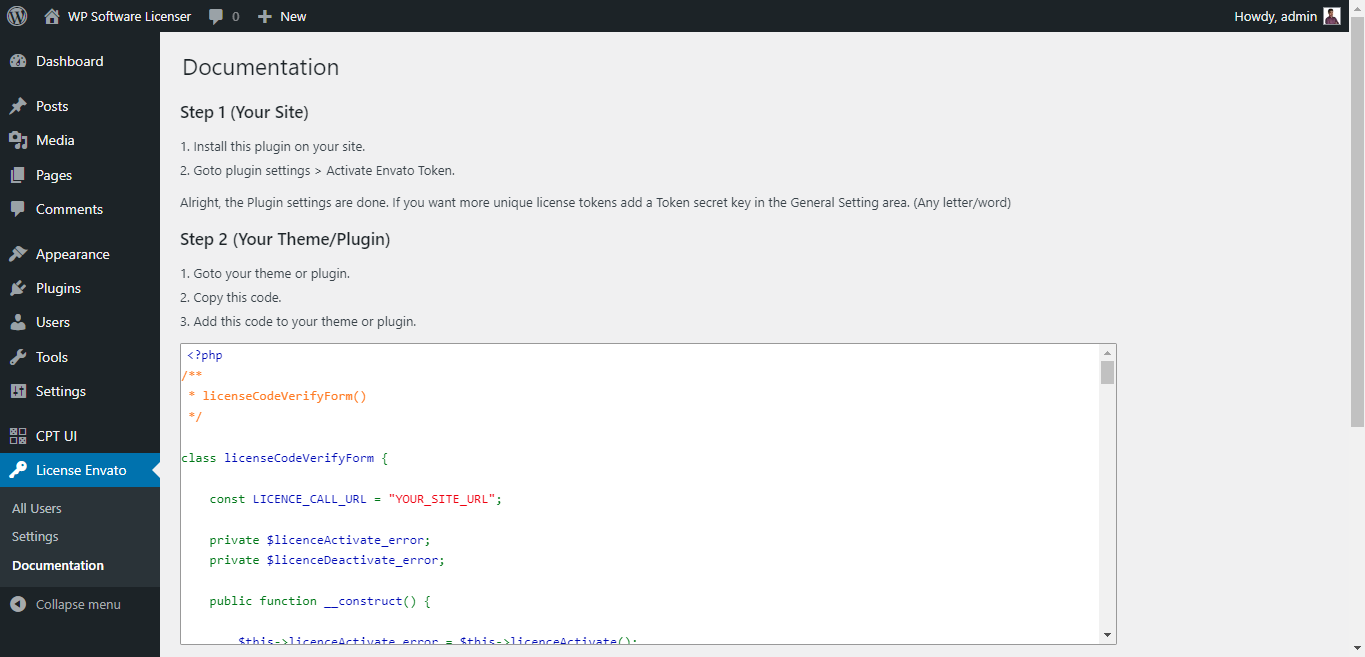 WP Software Licenser 0 New Howdy, admin
Dashboard
Posts
Media
Pages
Comments
Appearance
Plugins
Users
Tools
Settings
CPT UI
License Envato
All Users
Settings
Documentation
Collapse menu
Documentation
Step 1 (Your Site)
1. Install this plugin on your site.
2. Goto plugin settings > Activate Envato Token.
Alright, the Plugin settings are done. If you want more unique license tokens add a Token secret key in the General Setting area. (Any letter/word)
Step 2 (Your Theme/Plugin)
1. Goto your theme or plugin.
2. Copy this code.
3. Add this code to your theme or plugin.
<?php
/**
* licenseCodeVerifyForm()
*/
class licenseCodeVerifyForm {
const LICENCE_CALL_URL = "YOUR_SITE_URL";
private $licenceActivate_error;
private $licenceDeactivate_error;
public function __construct() {
$this->licenceActivate_error = $this->licenceActivate();